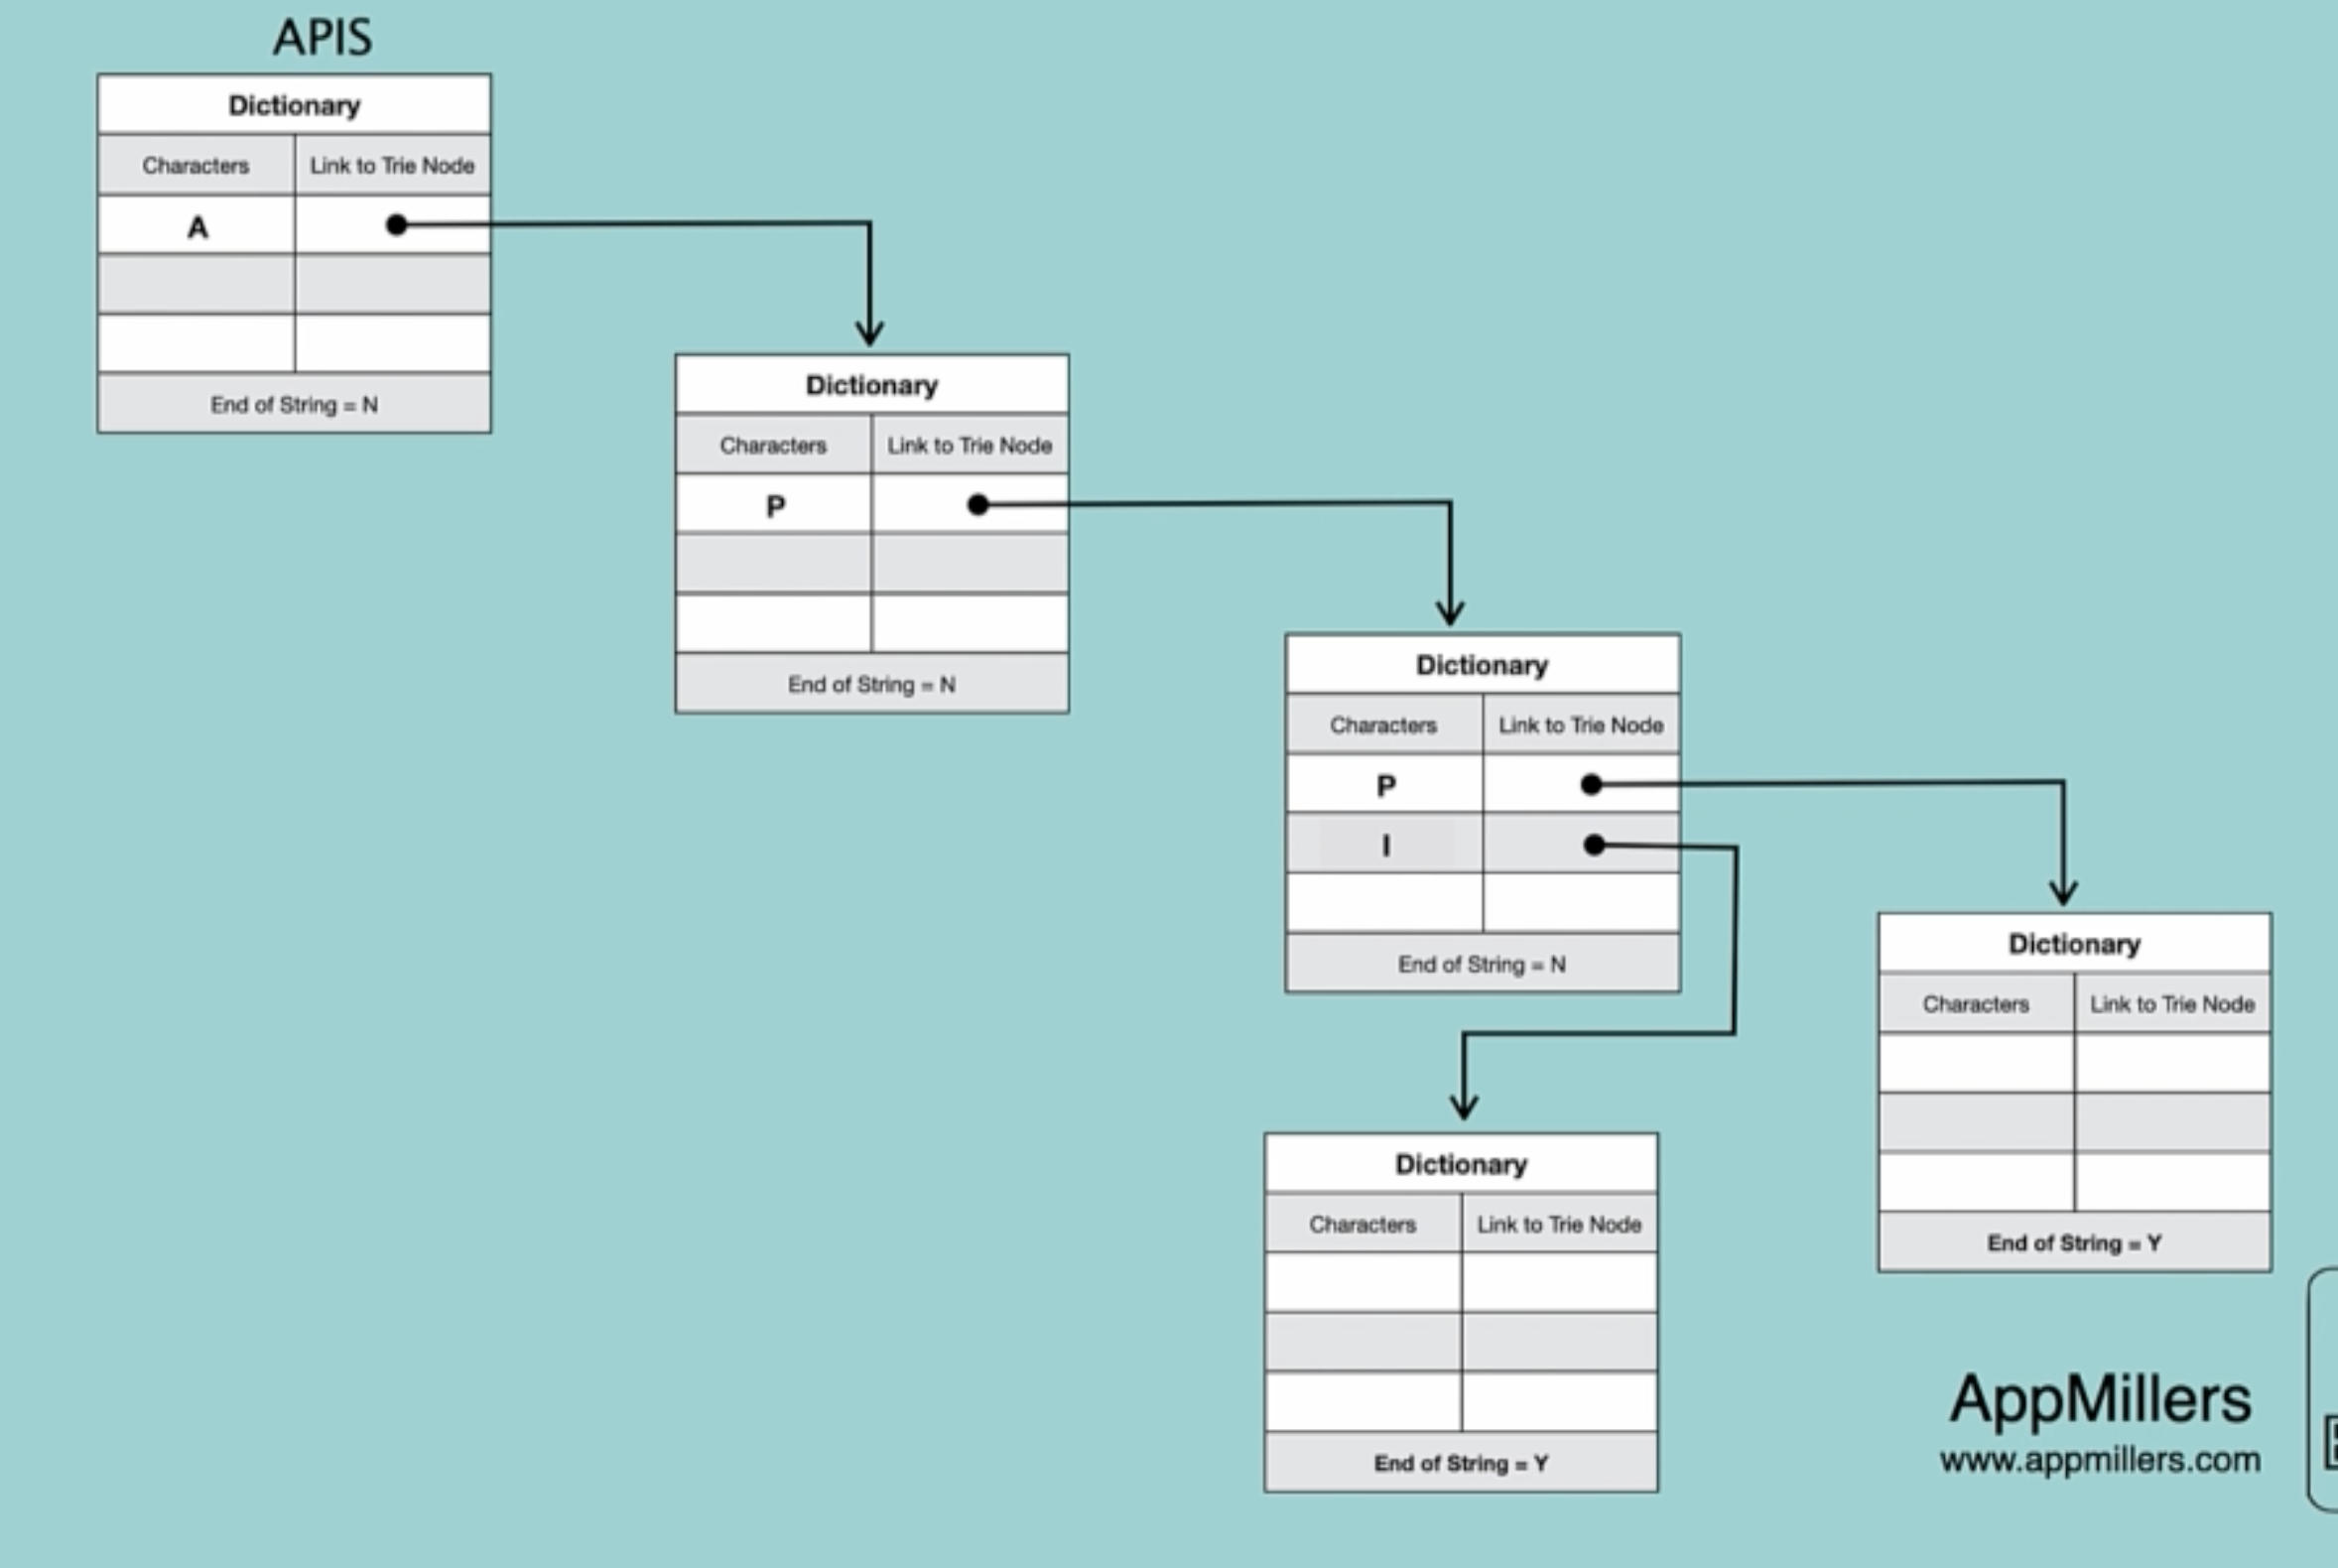 APIS
Dictionary
Characters Link to Trie Node
A
End of String = N
Dictionary
Characters Link to Trie Node
P
End of String = N
Dictionary
Characters Link to Trie Node
P
I
End of String = N
Dictionary
Characters Link to Trie Node
End of String = Y
Dictionary
Characters Link to Trie Node
End of String = Y
AppMillers
www.appmillers.com